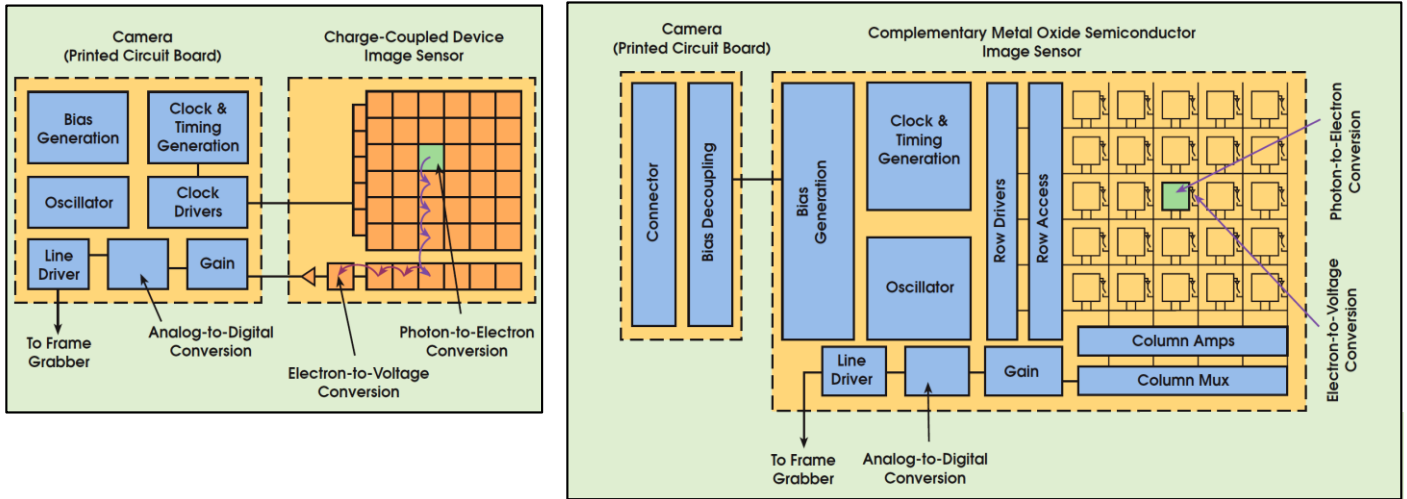 Camera
(Printed Circuit Board)
Charge-Coupled Device
Image Sensor
Bias
Generation
Clock &
Timing Generation
Oscillator
Clock
Drivers
Line
Driver
Gain
To Frame
Grabber
Analog-to-Digital
Conversion
Photon-to-Electron
Conversion
Electron-to-Voltage
Conversion
Camera
(Printed Circuit Board)
Complementary Metal Oxide Semiconductor
Image Sensor
Connector
Bias Decoupling
Bias
Generation
Clock &
Timing Generation
Oscillator
Row Drivers
Row Access
Photon-to-Electron
Conversion
Electron-to-Voltage
Conversion
Column Amps
Column Mux
Line
Driver
Gain
To Frame
Grabber
Analog-to-Digital
Conversion